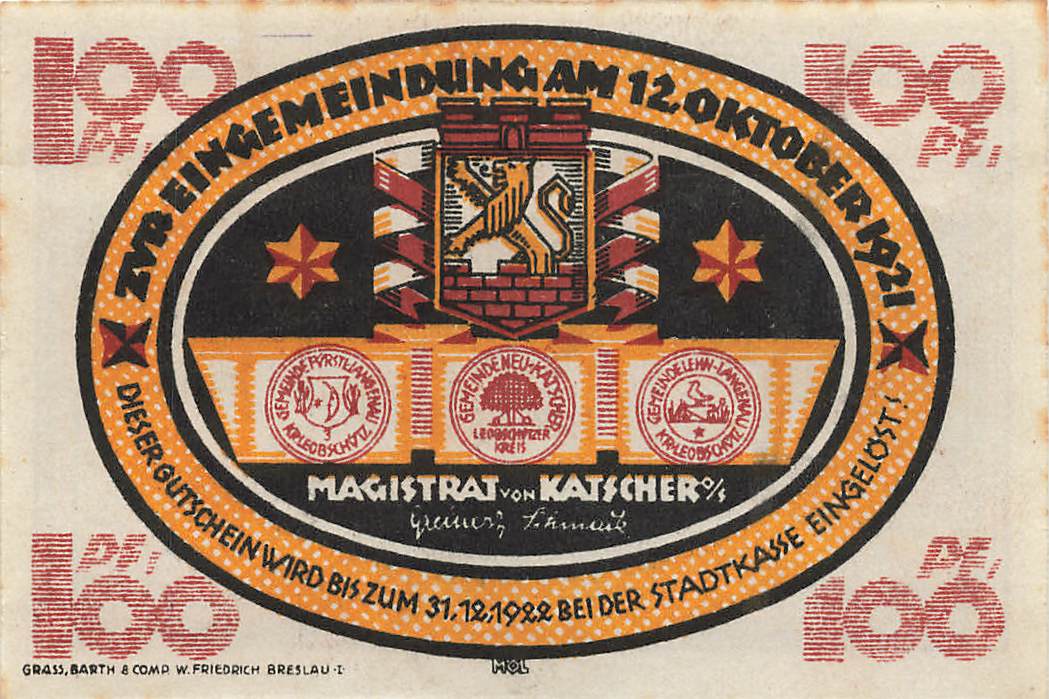 100 PF.
100 PF.
ZUR EINGEMEINDUNG AM 12. OKTOBER 1921
GEMEINDE FÜRSTL. LANGENAU
KR. LEOBSCHÜTZ.
GEMEINDE NEU-KATSCHER
LEOBSCHÜTZER
KREIS
GEMEINDE LEHN-LANGENAU
KR. LEOBSCHÜTZ.
MAGISTRAT VON KATSCHER O/S
DIESER GUTSCHEIN WIRD BIS ZUM 31.12.1922 BEI DER STADTKASSE EINGELÖST!
PF. 100
PF. 100
GRASS, BARTH & COMP. W. FRIEDRICH BRESLAU-I-